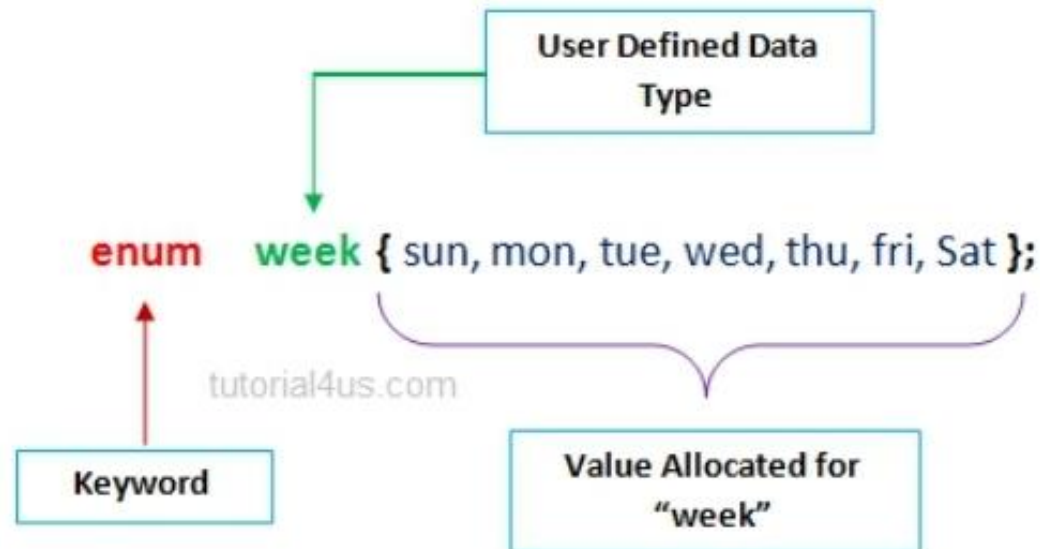 User Defined Data
Type
enum week { sun, mon, tue, wed, thu, fri, Sat };
tutorial4us.com
Keyword
Value Allocated for
“week”